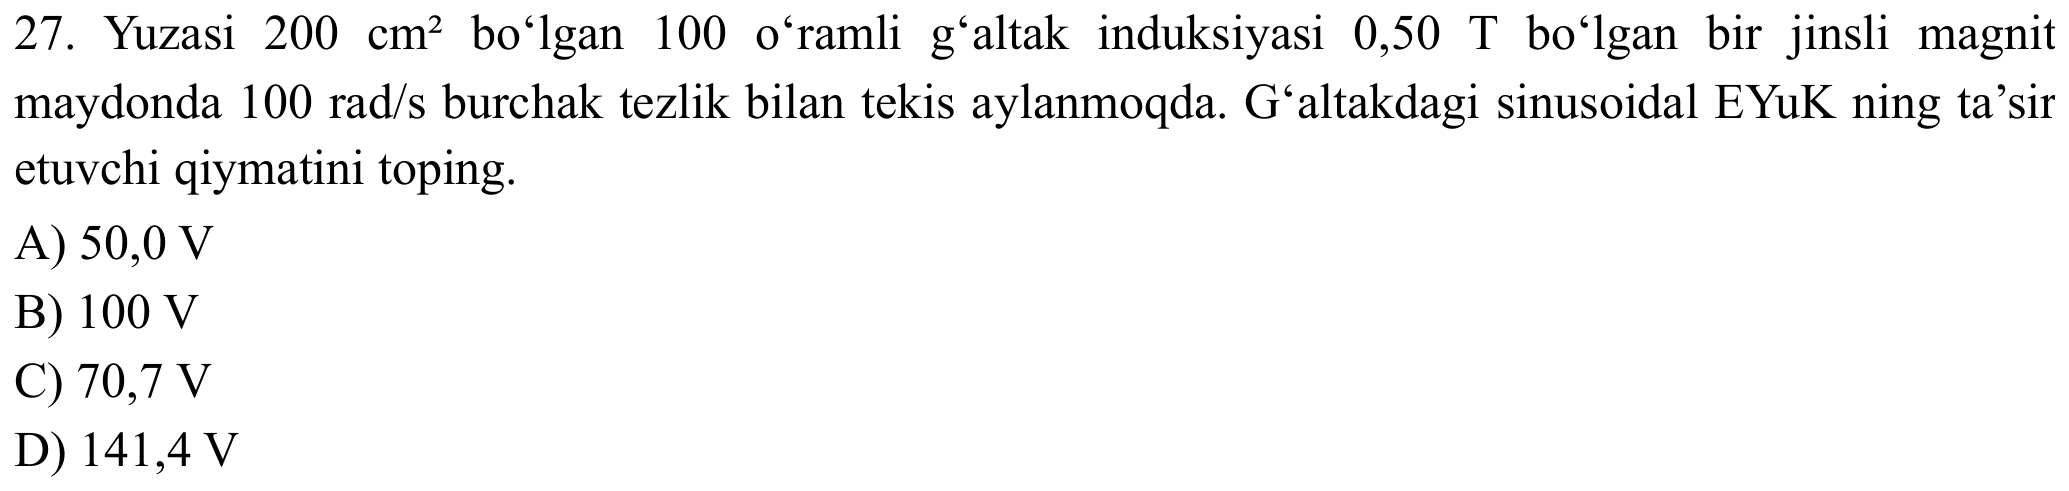 27. Yuzasi 200 cm² bo‘lgan 100 o‘ramli g‘altak induksiyasi 0,50 T bo‘lgan bir jinsli magnit
maydonda 100 rad/s burchak tezlik bilan tekis aylanmoqda. G‘altakdagi sinusoidal EYuK ning ta’sir
etuvchi qiymatini toping.
A) 50,0 V
B) 100 V
C) 70,7 V
D) 141,4 V